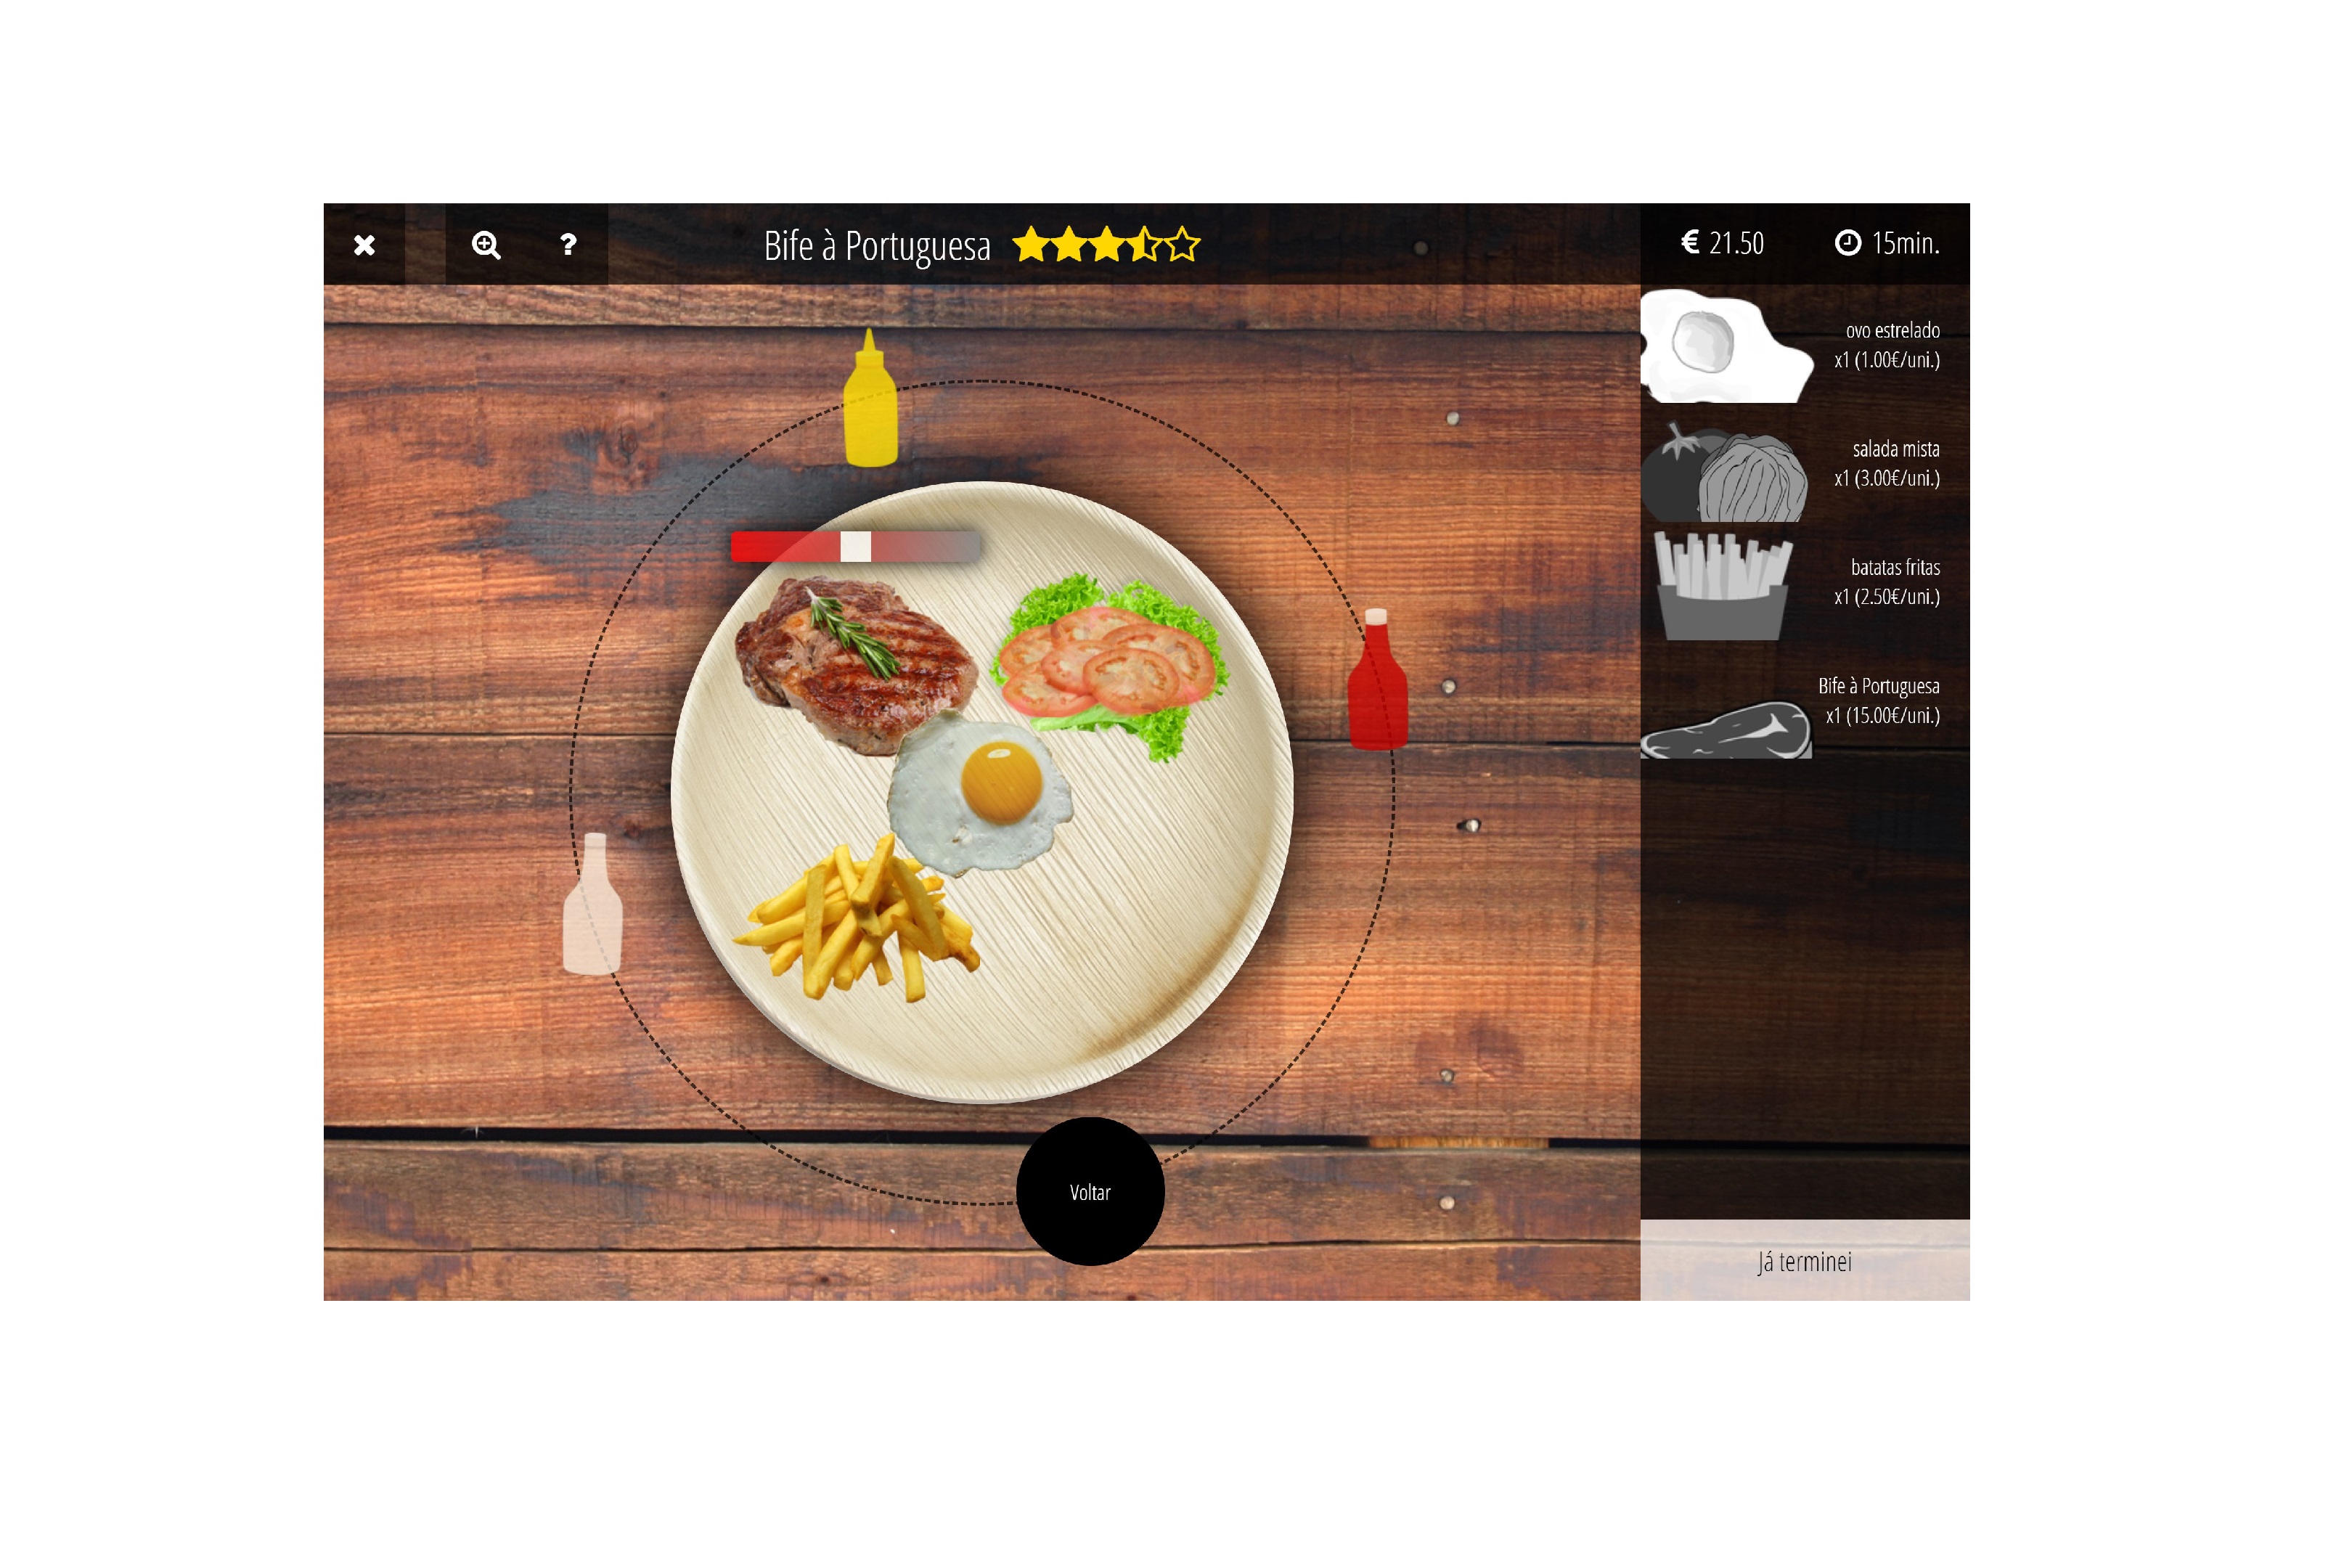 Bife à Portuguesa
€ 21.50
15min.
ovo estrelado
x1 (1.00€/uni.)
salada mista
x1 (3.00€/uni.)
batatas fritas
x1 (2.50€/uni.)
Bife à Portuguesa
x1 (15.00€/uni.)
Voltar
Já terminei